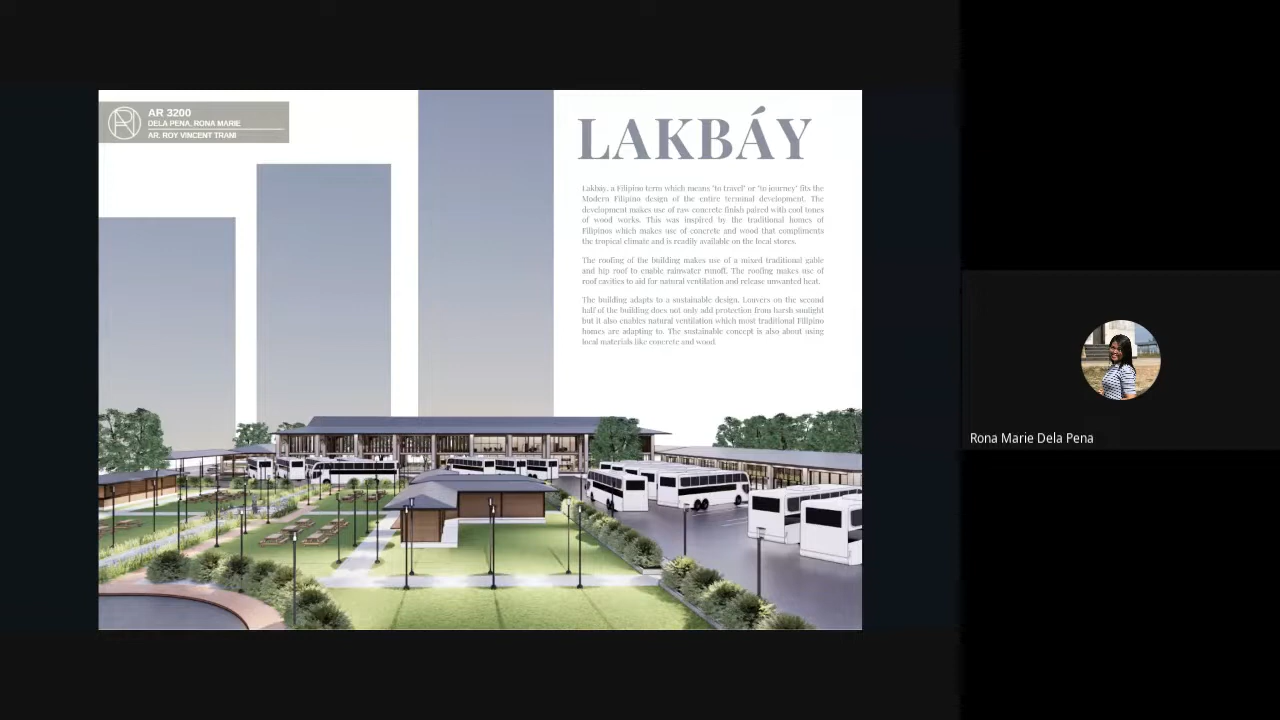 AR 3200
DELA PENA, RONA MARIE
AR. ROY VINCENT TRANI
LAKBÁY
Lakbay, a Filipino term which means "to travel" or "to journey" fits the
Modern Filipino design of the entire terminal development. The
development makes use of raw concrete finish paired with cool tones
of wood works. This was inspired by the traditional homes of
Filipinos which makes use of concrete and wood that compliments
the tropical climate and is readily available on the local stores.
The roofing of the building makes use of a mixed traditional gable
and hip roof to enable rainwater runoff. The roofing makes use of
roof cavities to aid for natural ventilation and release unwanted heat.
The building adapts to a sustainable design. Louvers on the second
half of the building does not only add protection from harsh sunlight
but it also enables natural ventilation which most traditional Filipino
homes are adapting to. The sustainable concept is also about using
local materials like concrete and wood.
Rona Marie Dela Pena